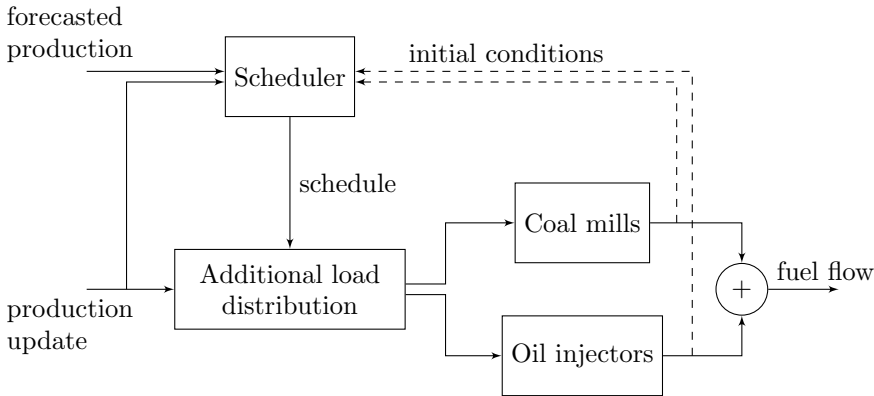 forecasted
production
Scheduler
initial conditions
schedule
Coal mills
Additional load
distribution
+
fuel flow
production
update
Oil injectors